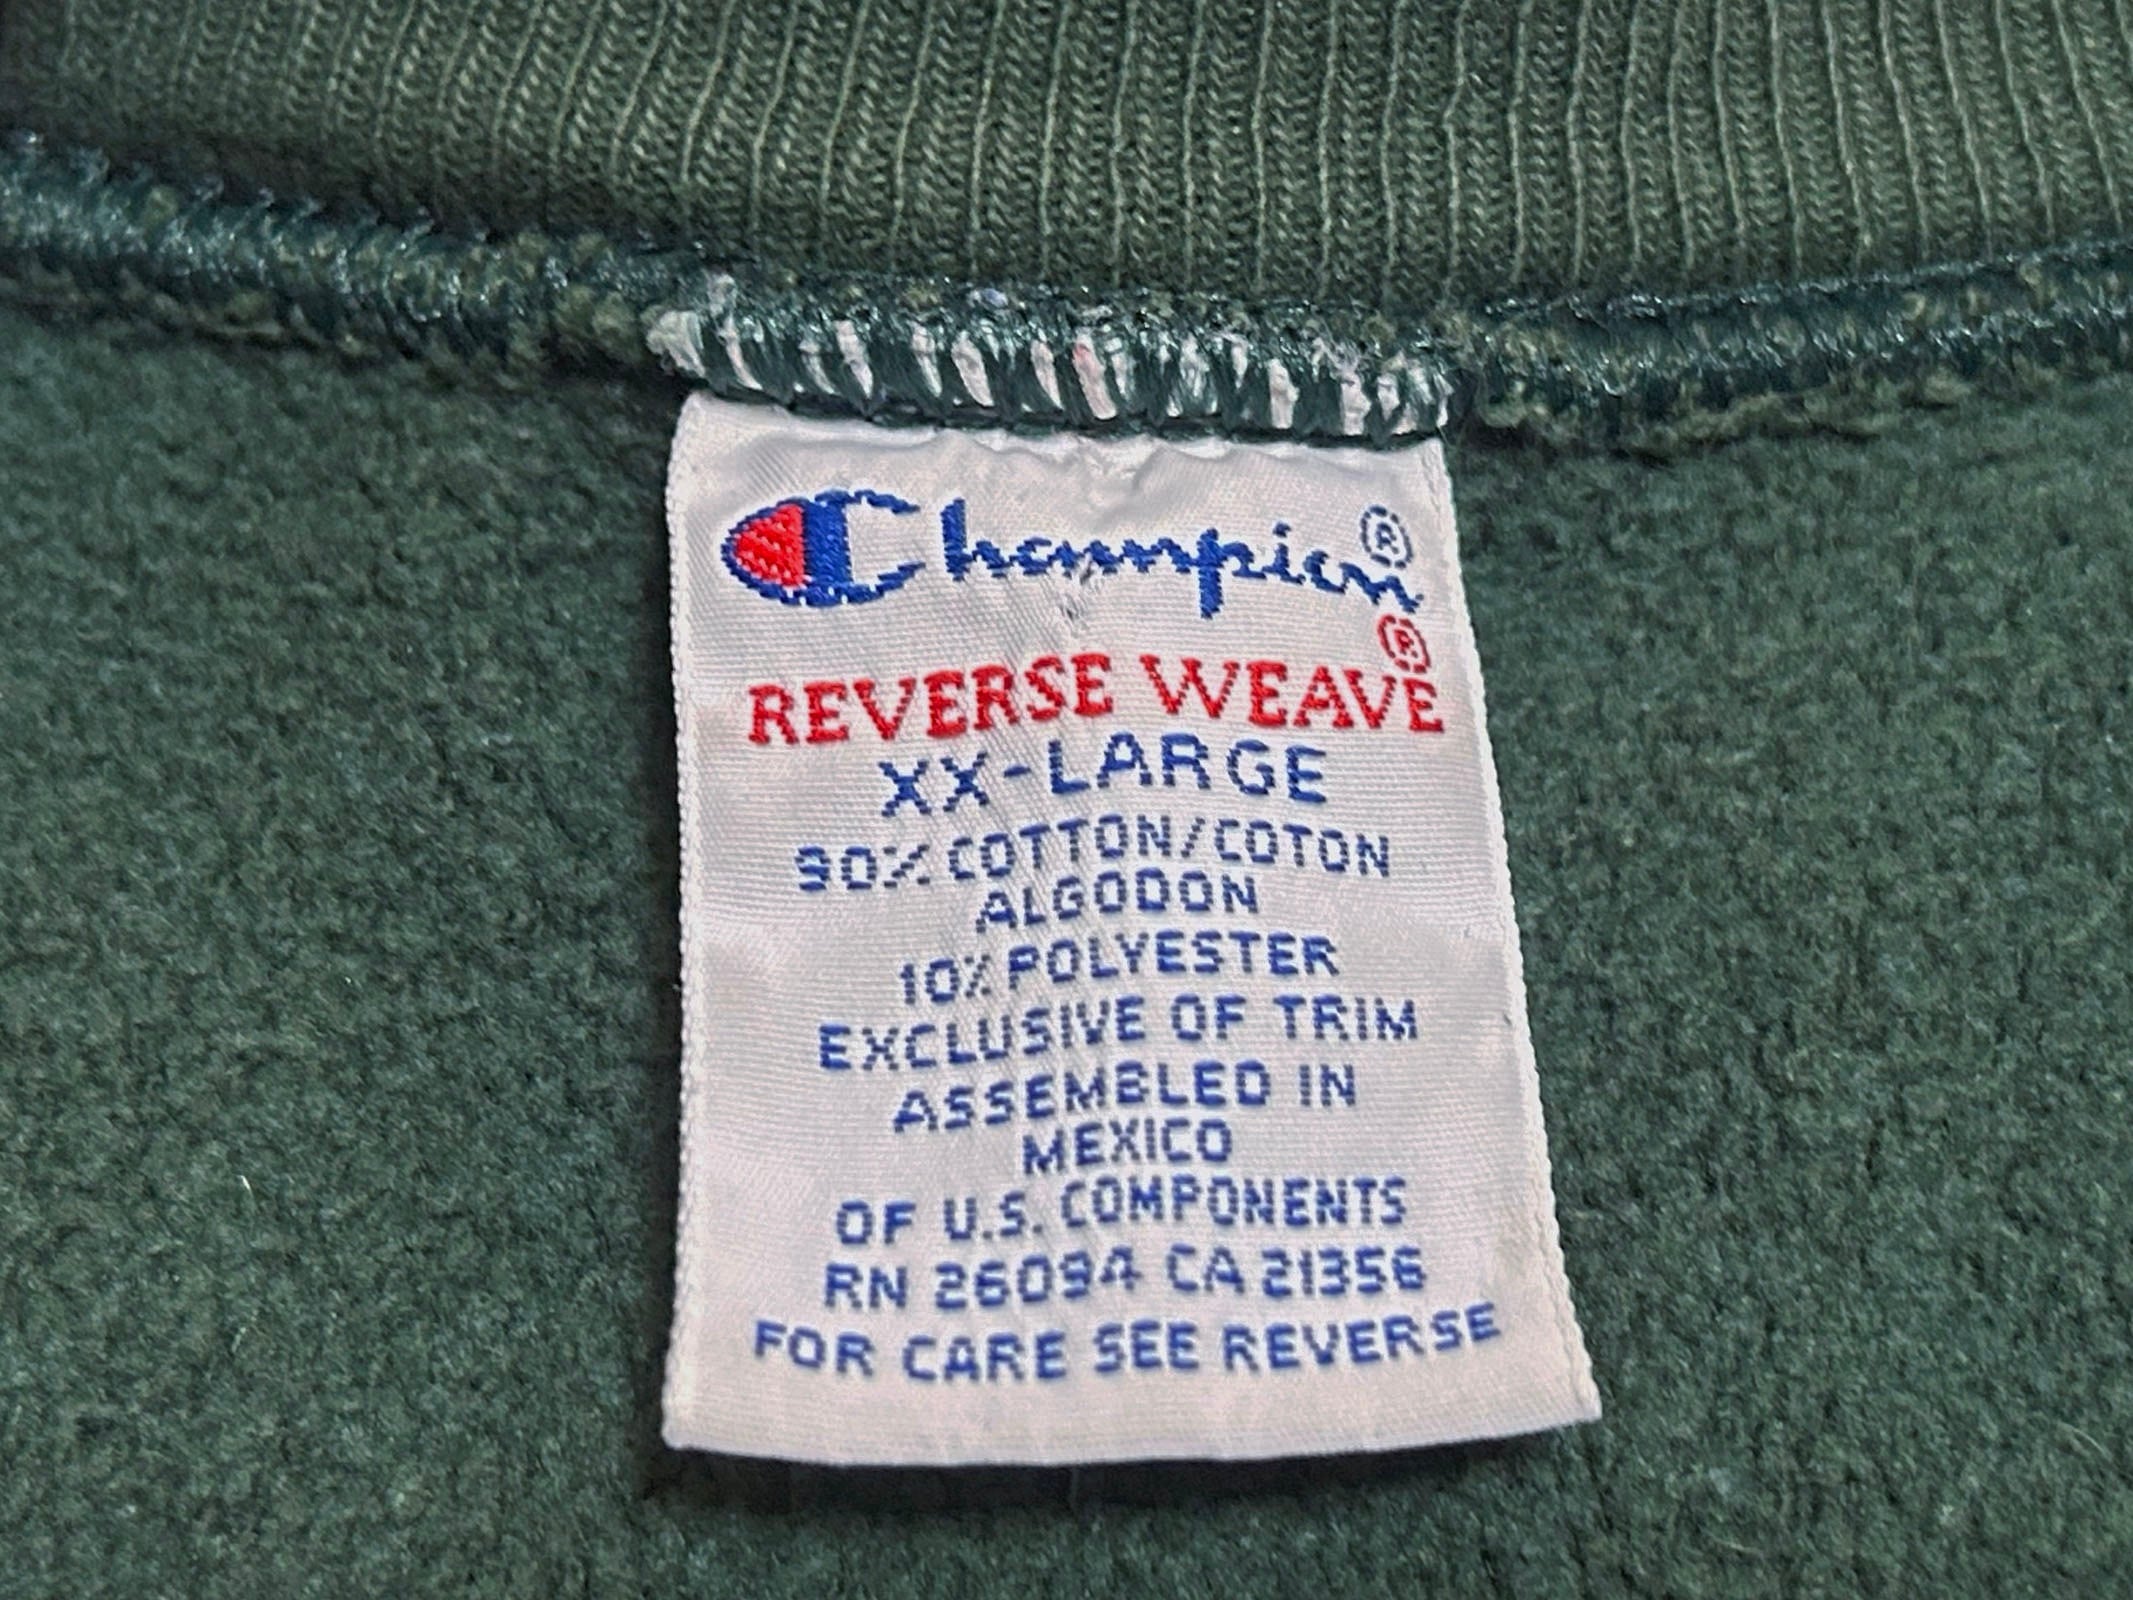 Champion®
REVERSE WEAVE®
XX-LARGE
90% COTTON/COTON
ALGODON
10% POLYESTER
EXCLUSIVE OF TRIM
ASSEMBLED IN
MEXICO
OF U.S. COMPONENTS
RN 26094 CA 21356
FOR CARE SEE REVERSE